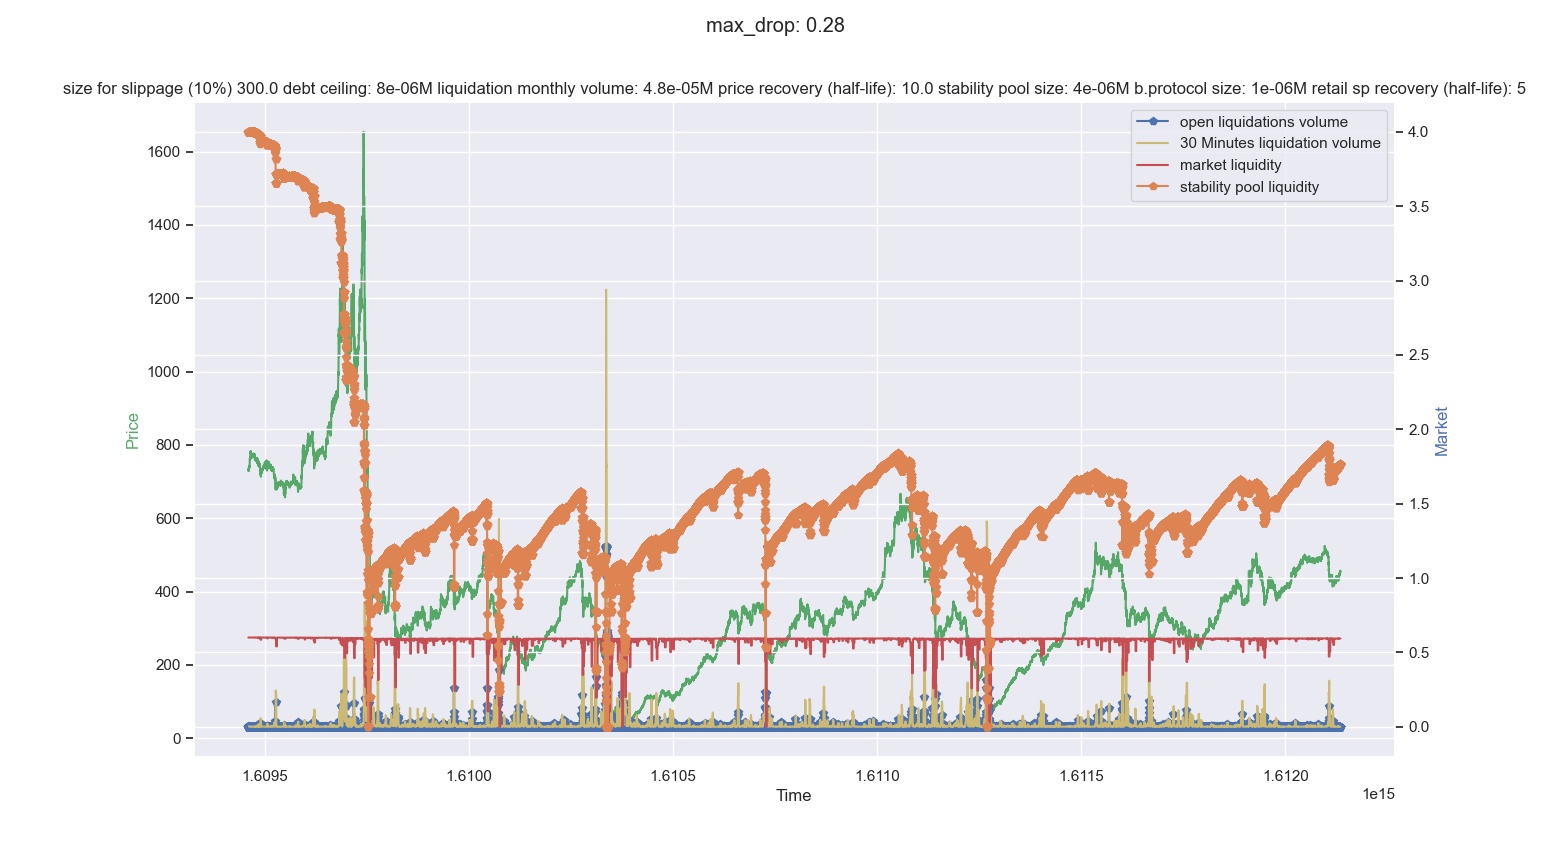 max_drop: 0.28
size for slippage (10%) 300.0 debt ceiling: 8e-06M liquidation monthly volume: 4.8e-05M price recovery (half-life): 10.0 stability pool size: 4e-06M b.protocol size: 1e-06M retail sp recovery (half-life): 5
open liquidations volume
30 Minutes liquidation volume
market liquidity
stability pool liquidity
1600
1400
1200
1000
800
600
400
200
0
Price
4.0
3.5
3.0
2.5
2.0
1.5
1.0
0.5
0.0
Market
1.6095 1.6100 1.6105 1.6110 1.6115 1.6120
Time
1e15